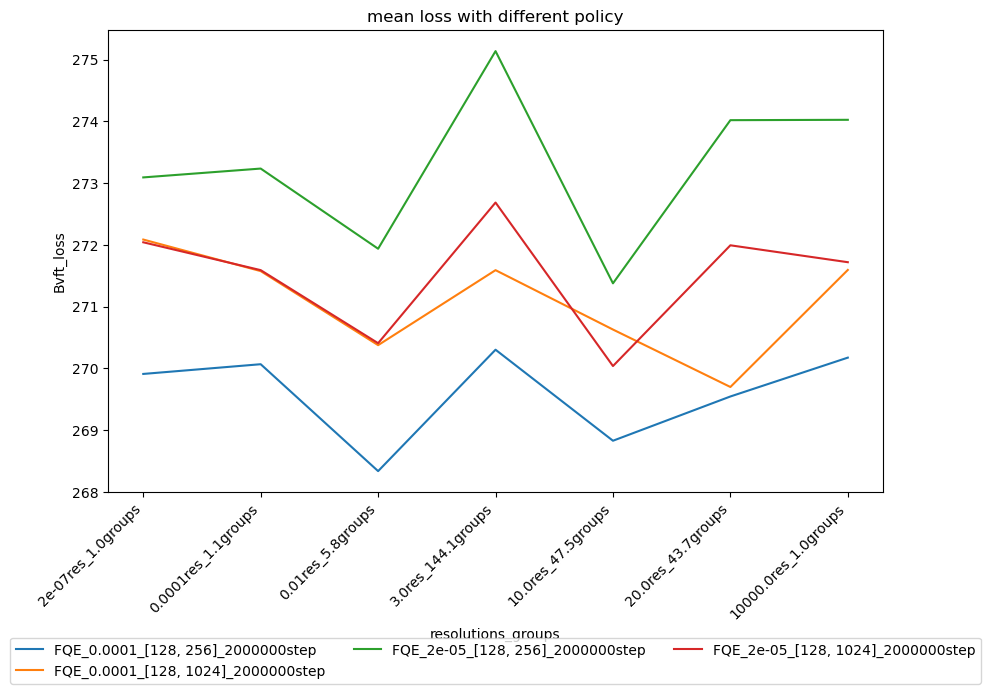 mean loss with different policy
Bvft_loss
275
274
273
272
271
270
269
268
2e-07res_1.0groups
0.0001res_1.1groups
0.01res_5.8groups
3.0res_144.1groups
10.0res_47.5groups
20.0res_43.7groups
10000.0res_1.0groups
resolutions_groups
FQE_0.0001_[128, 256]_2000000step
FQE_0.0001_[128, 1024]_2000000step
FQE_2e-05_[128, 256]_2000000step
FQE_2e-05_[128, 1024]_2000000step